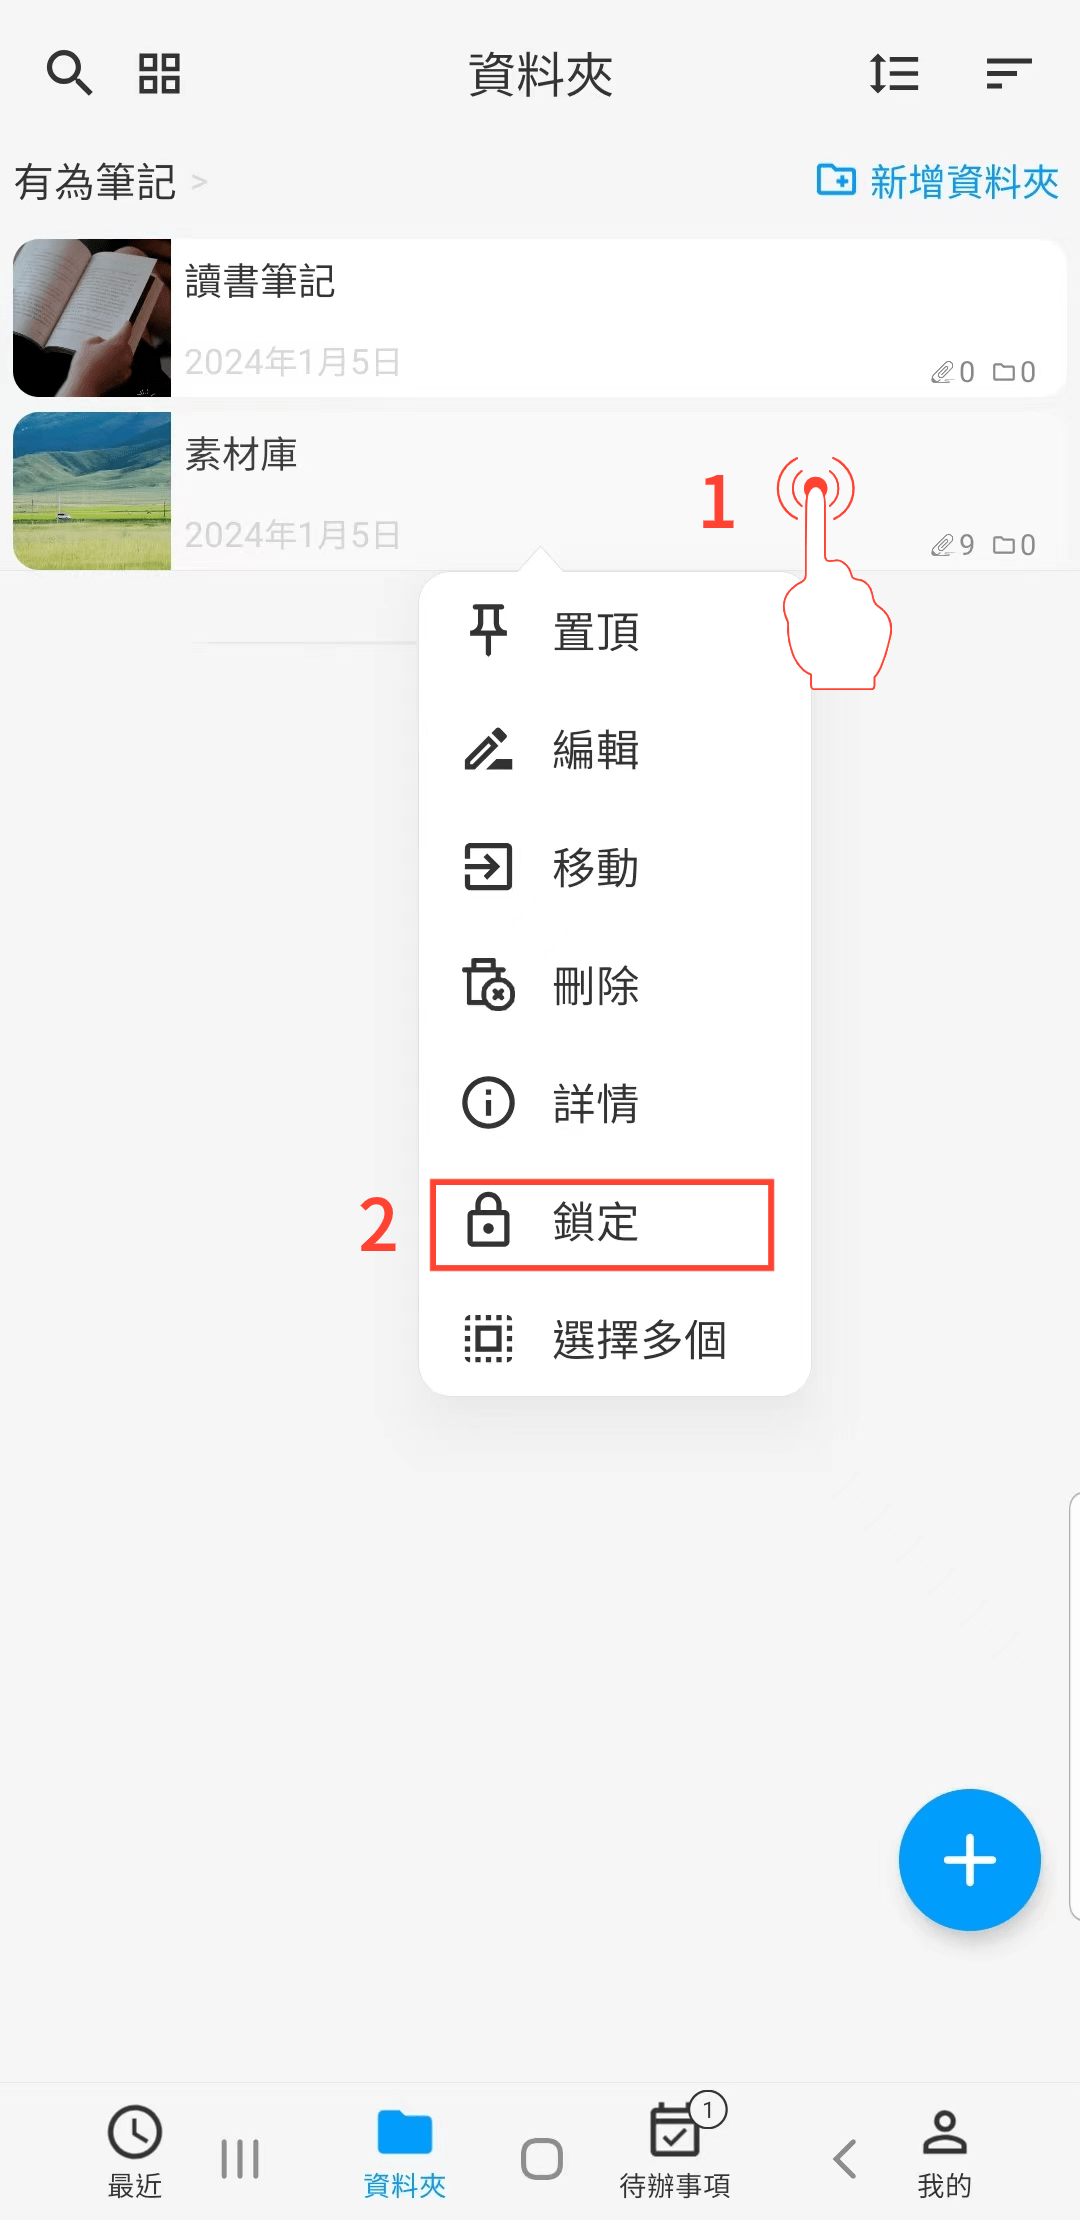 資料夾
有為筆記 >
新增資料夾
讀書筆記
2024年1月5日
0 0
素材庫
2024年1月5日
9 0
1
置頂
編輯
移動
刪除
詳情
2
鎖定
選擇多個
1
最近
資料夾
待辦事項
我的